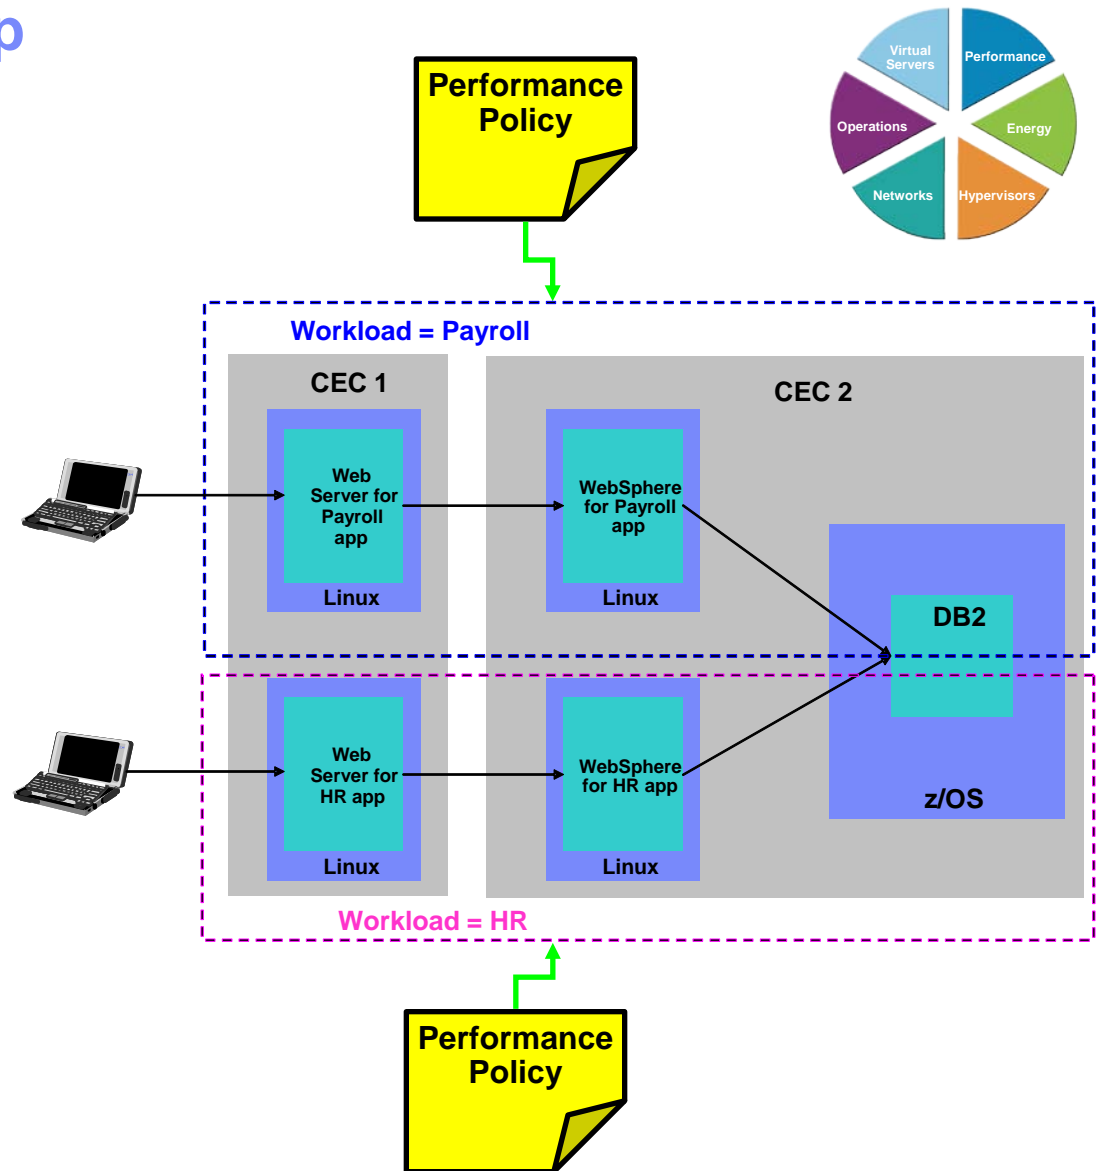 p
Virtual
Servers
Performance
Operations
Energy
Networks
Hypervisors
Performance
Policy
Workload = Payroll
CEC 1
CEC 2
Web
Server for
Payroll
app
Linux
WebSphere
for Payroll
app
Linux
DB2
z/OS
Web
Server for
HR app
Linux
WebSphere
for HR app
Linux
Workload = HR
Performance
Policy